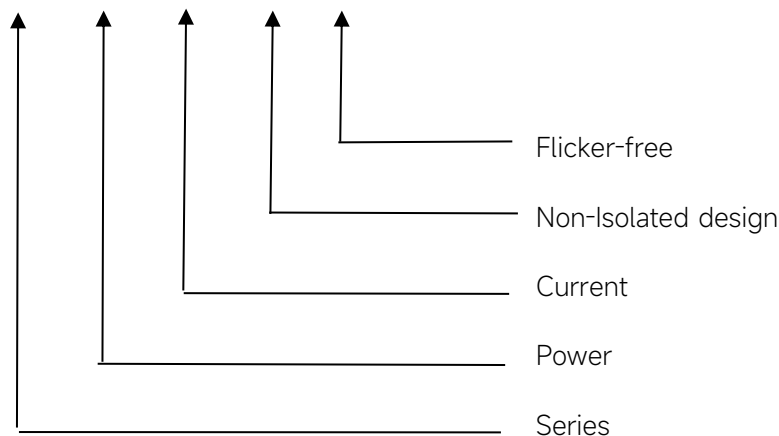 Flicker-free
Non-Isolated design
Current
Power
Series